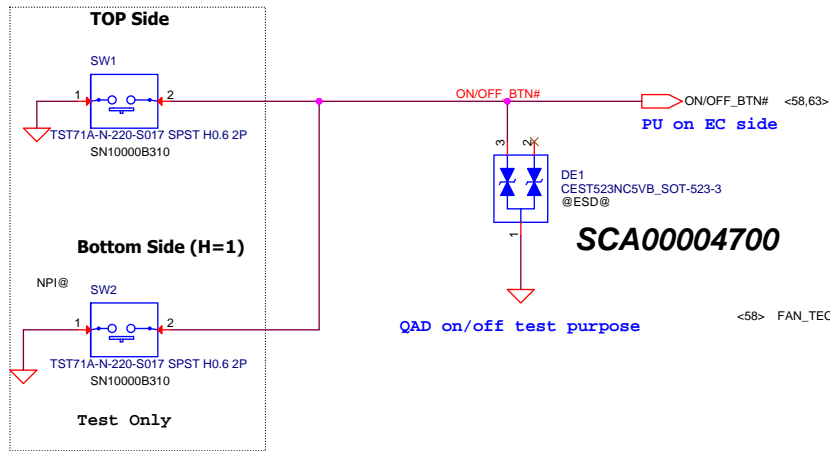 TOP Side
SW1
1
2
TST71A-N-220-S017 SPST H0.6 2P
SN10000B310
ON/OFF_BTN#
ON/OFF_BTN# <58,63>
PU on EC side
3
2
DE1
CEST523NC5VB_SOT-523-3
@ESD@
1
SCA00004700
Bottom Side (H=1)
NPI@
SW2
1
2
TST71A-N-220-S017 SPST H0.6 2P
SN10000B310
QAD on/off test purpose
<58> FAN_TEC
Test Only